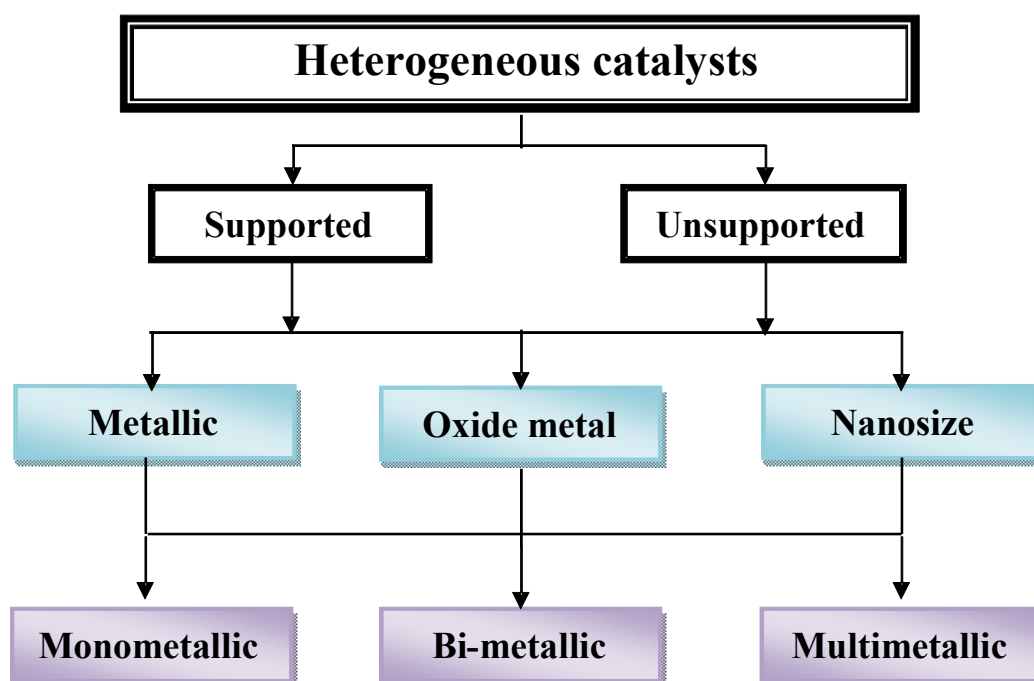 Heterogeneous catalysts
Supported
Unsupported
Metallic
Oxide metal
Nanosize
Monometallic
Bi-metallic
Multimetallic